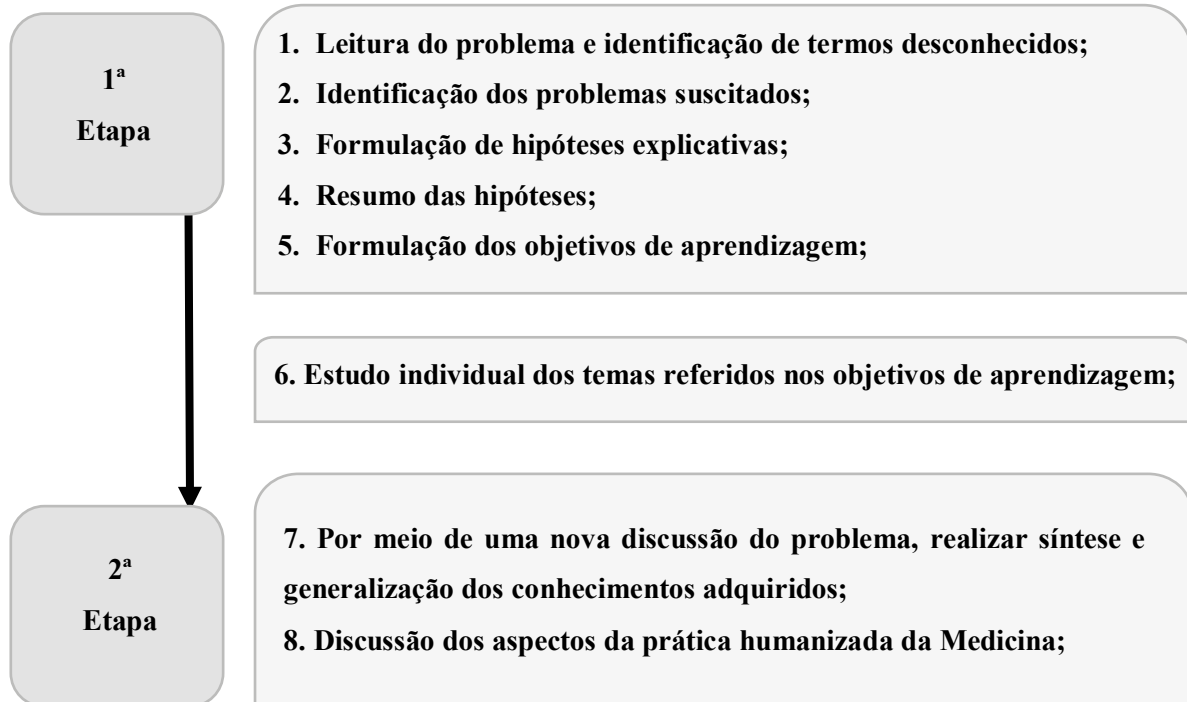 1ª
Etapa
1. Leitura do problema e identificação de termos desconhecidos;
2. Identificação dos problemas suscitados;
3. Formulação de hipóteses explicativas;
4. Resumo das hipóteses;
5. Formulação dos objetivos de aprendizagem;
6. Estudo individual dos temas referidos nos objetivos de aprendizagem;
2ª
Etapa
7. Por meio de uma nova discussão do problema, realizar síntese e
generalização dos conhecimentos adquiridos;
8. Discussão dos aspectos da prática humanizada da Medicina;